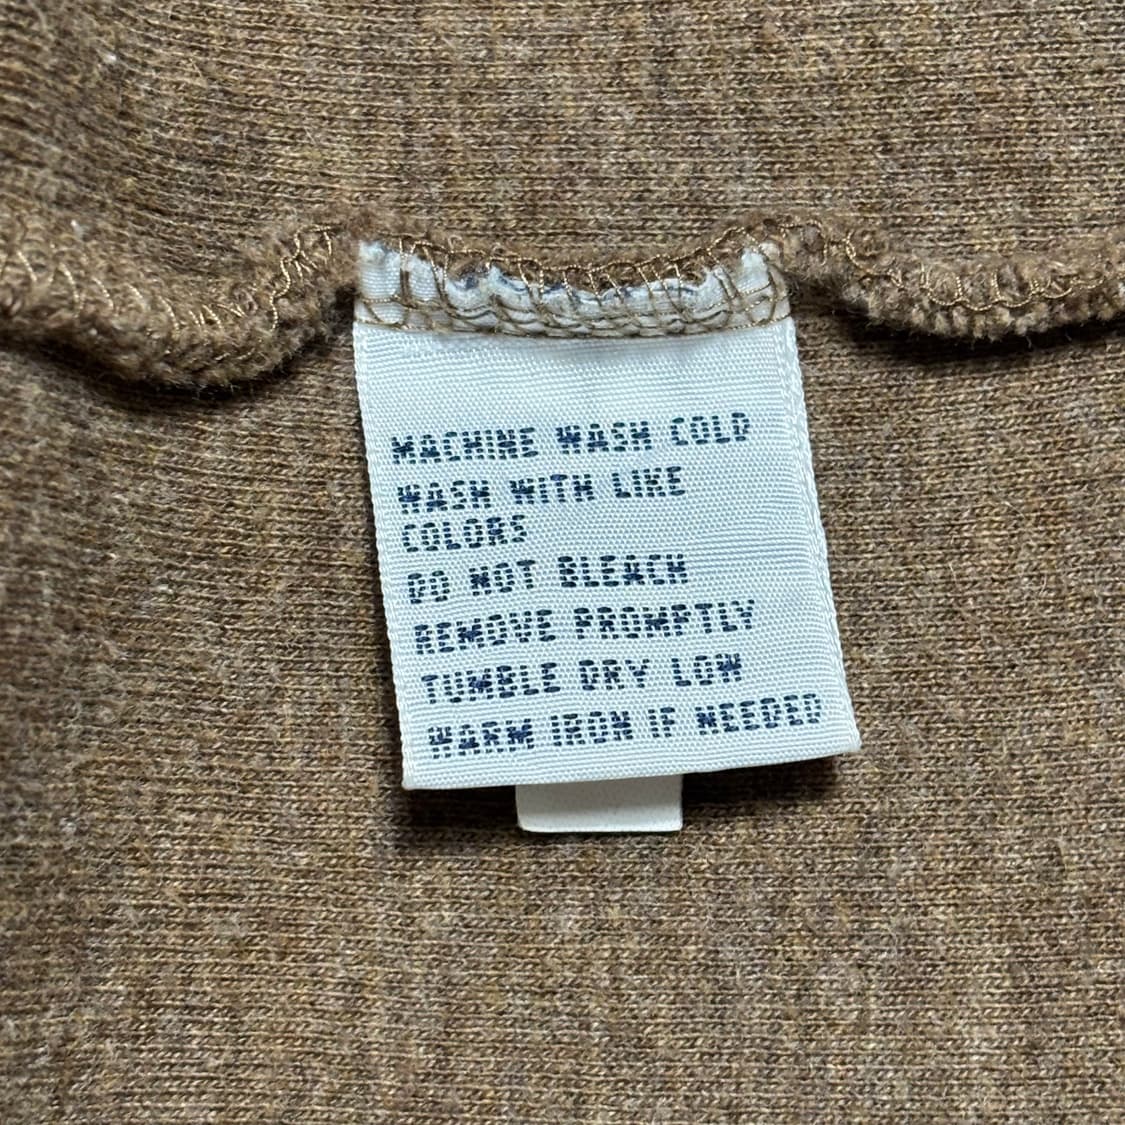 MACHINE WASH COLD
WASH WITH LIKE
COLORS
DO NOT BLEACH
REMOVE PROMPTLY
TUMBLE DRY LOW
WARM IRON IF NEEDED